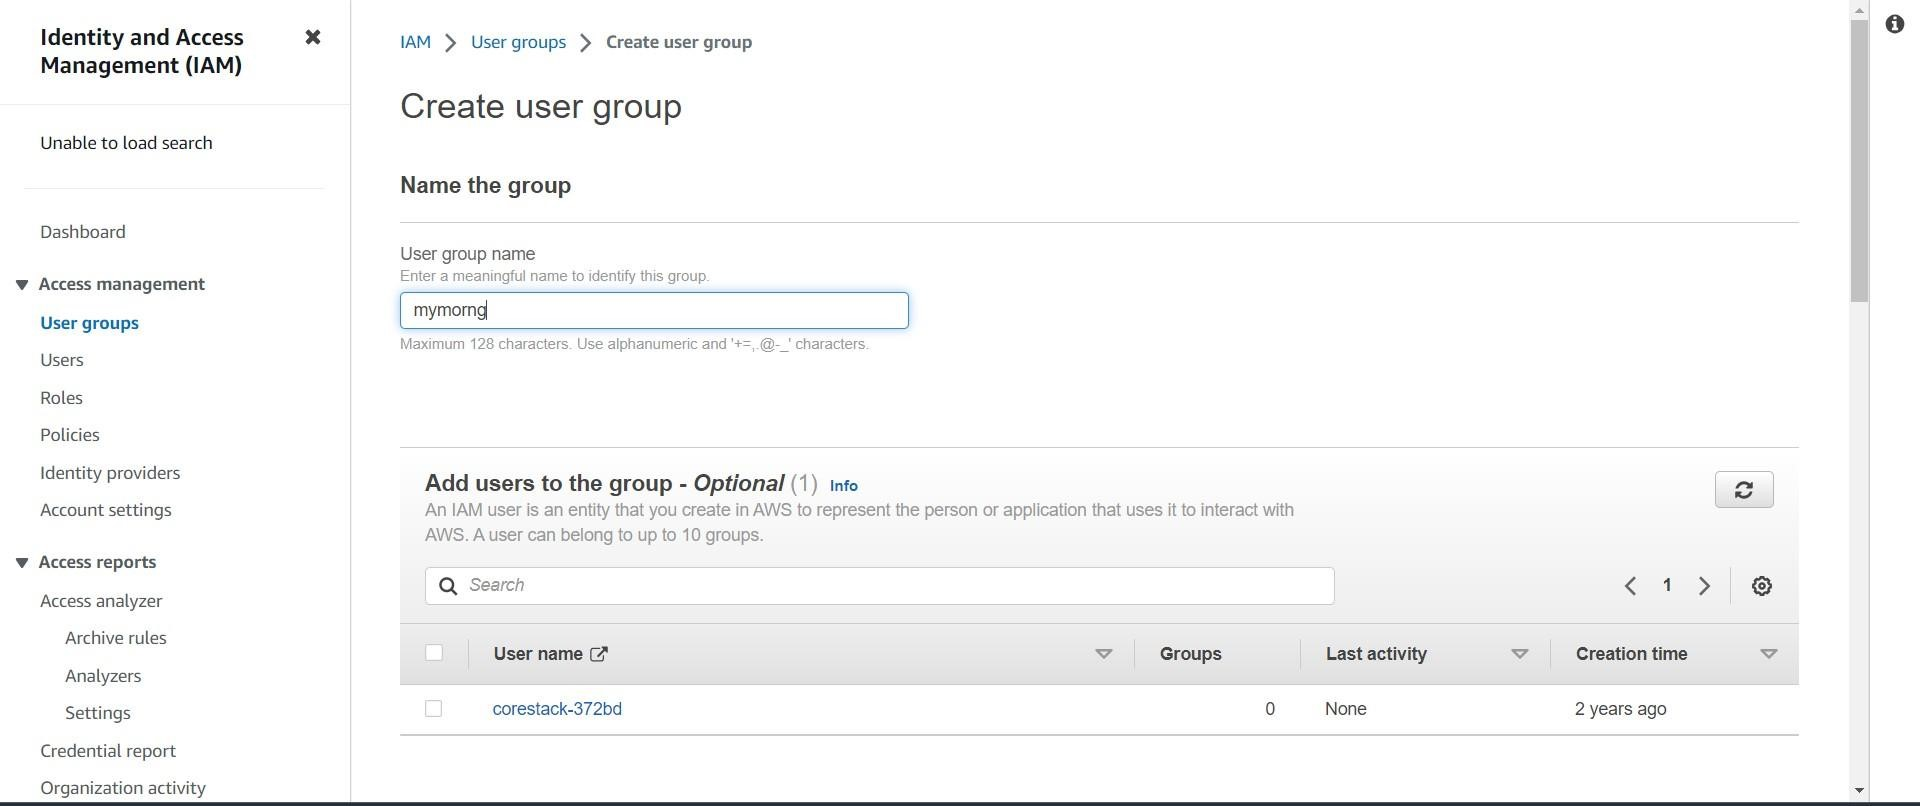 Identity and Access
Management (IAM)
Unable to load search
Dashboard
Access management
User groups
Users
Roles
Policies
Identity providers
Account settings
Access reports
Access analyzer
Archive rules
Analyzers
Settings
Credential report
Organization activity
IAM
User groups
Create user group
Create user group
Name the group
User group name
Enter a meaningful name to identify this group.
mymorng
Maximum 128 characters. Use alphanumeric and '+=,.@-_' characters.
Add users to the group - Optional (1) Info
An IAM user is an entity that you create in AWS to represent the person or application that uses it to interact with
AWS. A user can belong to up to 10 groups.
Search
1
User name Groups Last activity Creation time
corestack-372bd 0 None 2 years ago